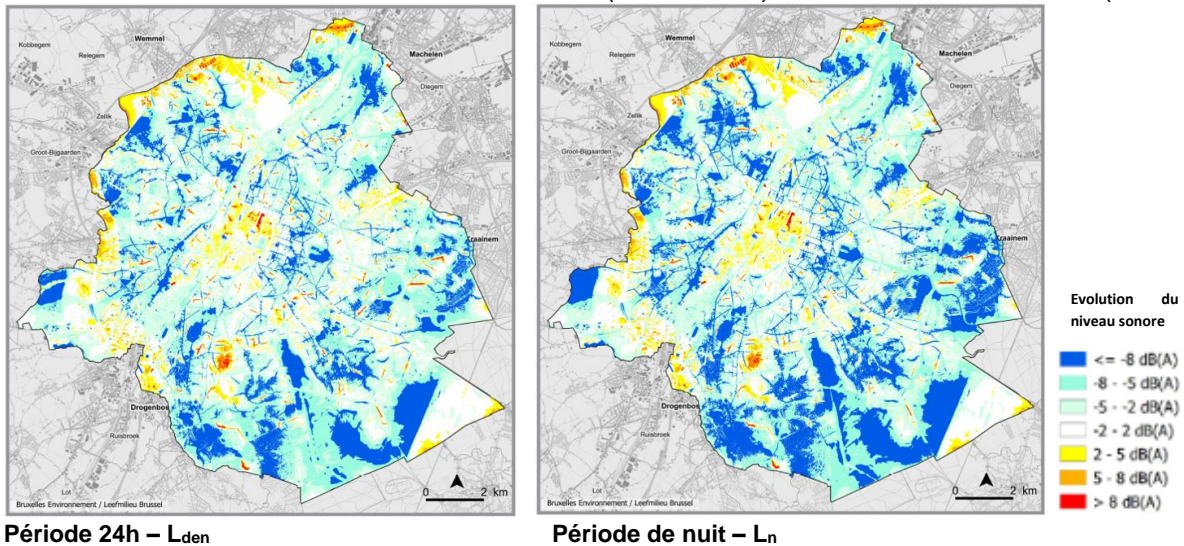 Kobbegem
Wemmel
Relegem
Machelen
Diegem
Zellik
Groot-Bijgaarden
Kraainem
Drogenbos
Ruisbroek
Lot
Bruxelles Environnement / Leefmilieu Brussel
0 2 km
Kobbegem
Wemmel
Relegem
Machelen
Diegem
Zellik
Groot-Bijgaarden
Kraainem
Drogenbos
Ruisbroek
Lot
Bruxelles Environnement / Leefmilieu Brussel
0 2 km
Evolution du
niveau sonore
<= -8 dB(A)
-8 - -5 dB(A)
-5 - -2 dB(A)
-2 - 2 dB(A)
2 - 5 dB(A)
5 - 8 dB(A)
> 8 dB(A)
Période 24h – Lden
Période de nuit – Ln